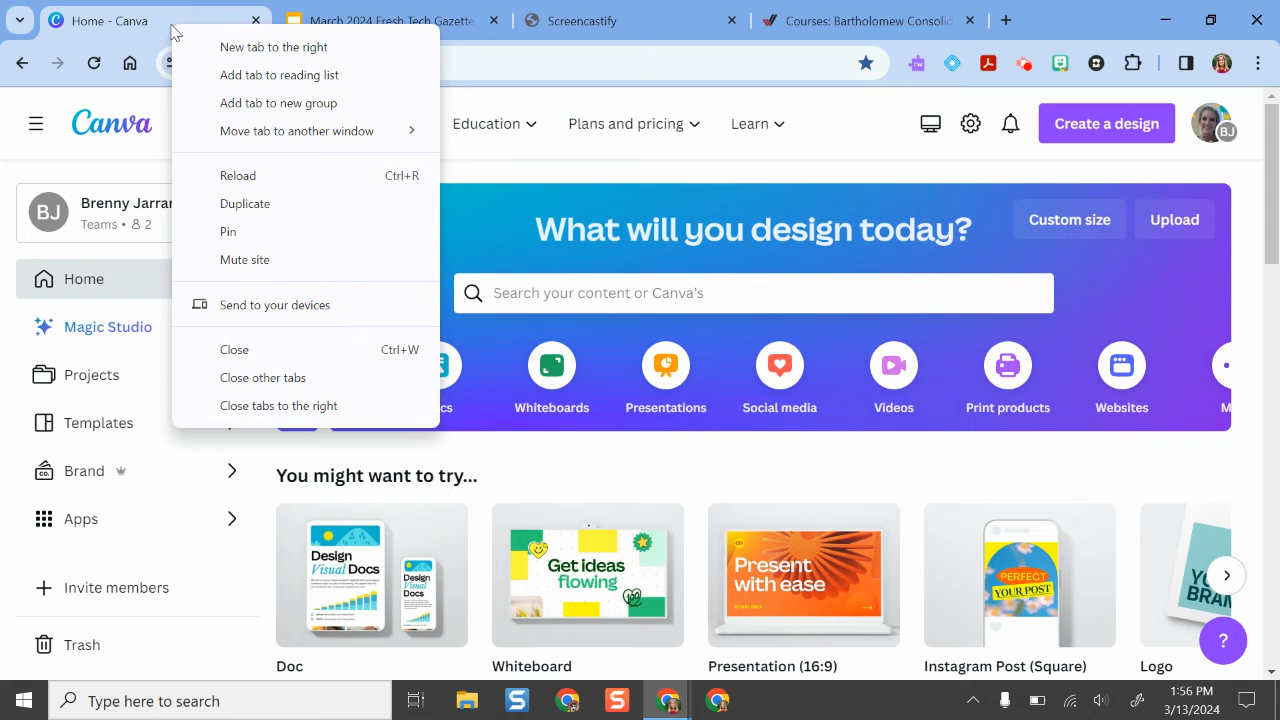 Home - Canva
March 2024 Fresh Tech Gazette
Screencastify
Courses: Bartholomew Consolid
New tab to the right
Add tab to reading list
Add tab to new group
Move tab to another window
Reload Ctrl+R
Duplicate
Pin
Mute site
Send to your devices
Close Ctrl+W
Close other tabs
Close tabs to the right
Canva
Education
Plans and pricing
Learn
Create a design
BJ
BJ
Brenny Jarrar
Teams • 2
Home
Magic Studio
Projects
Templates
Brand
Apps
Invite members
Trash
What will you design today?
Custom size
Upload
Search your content or Canva's
cs
Whiteboards
Presentations
Social media
Videos
Print products
Websites
M
You might want to try...
Design
Visual Docs
Design
Visual Docs
Doc
Get ideas
flowing
Whiteboard
Present
with ease
Presentation (16:9)
PERFECT
YOUR POST
Instagram Post (Square)
YO
BRAN
Logo
?
CO.
rw
Type here to search
S
S
1:56 PM
3/13/2024